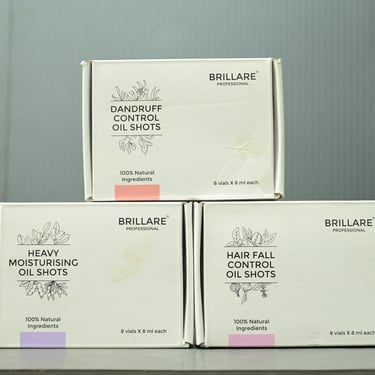 BRILLARE®
PROFESSIONAL
DANDRUFF
CONTROL
OIL SHOTS
100% Natural
Ingredients
8 vials X 8 ml each
BRILLARE®
PROFESSIONAL
HEAVY
MOISTURISING
OIL SHOTS
100% Natural
Ingredients
8 vials X 8 ml each
BRILLARE®
PROFESSIONAL
HAIR FALL
CONTROL
OIL SHOTS
100% Natural
Ingredients
8 vials X 8 ml each